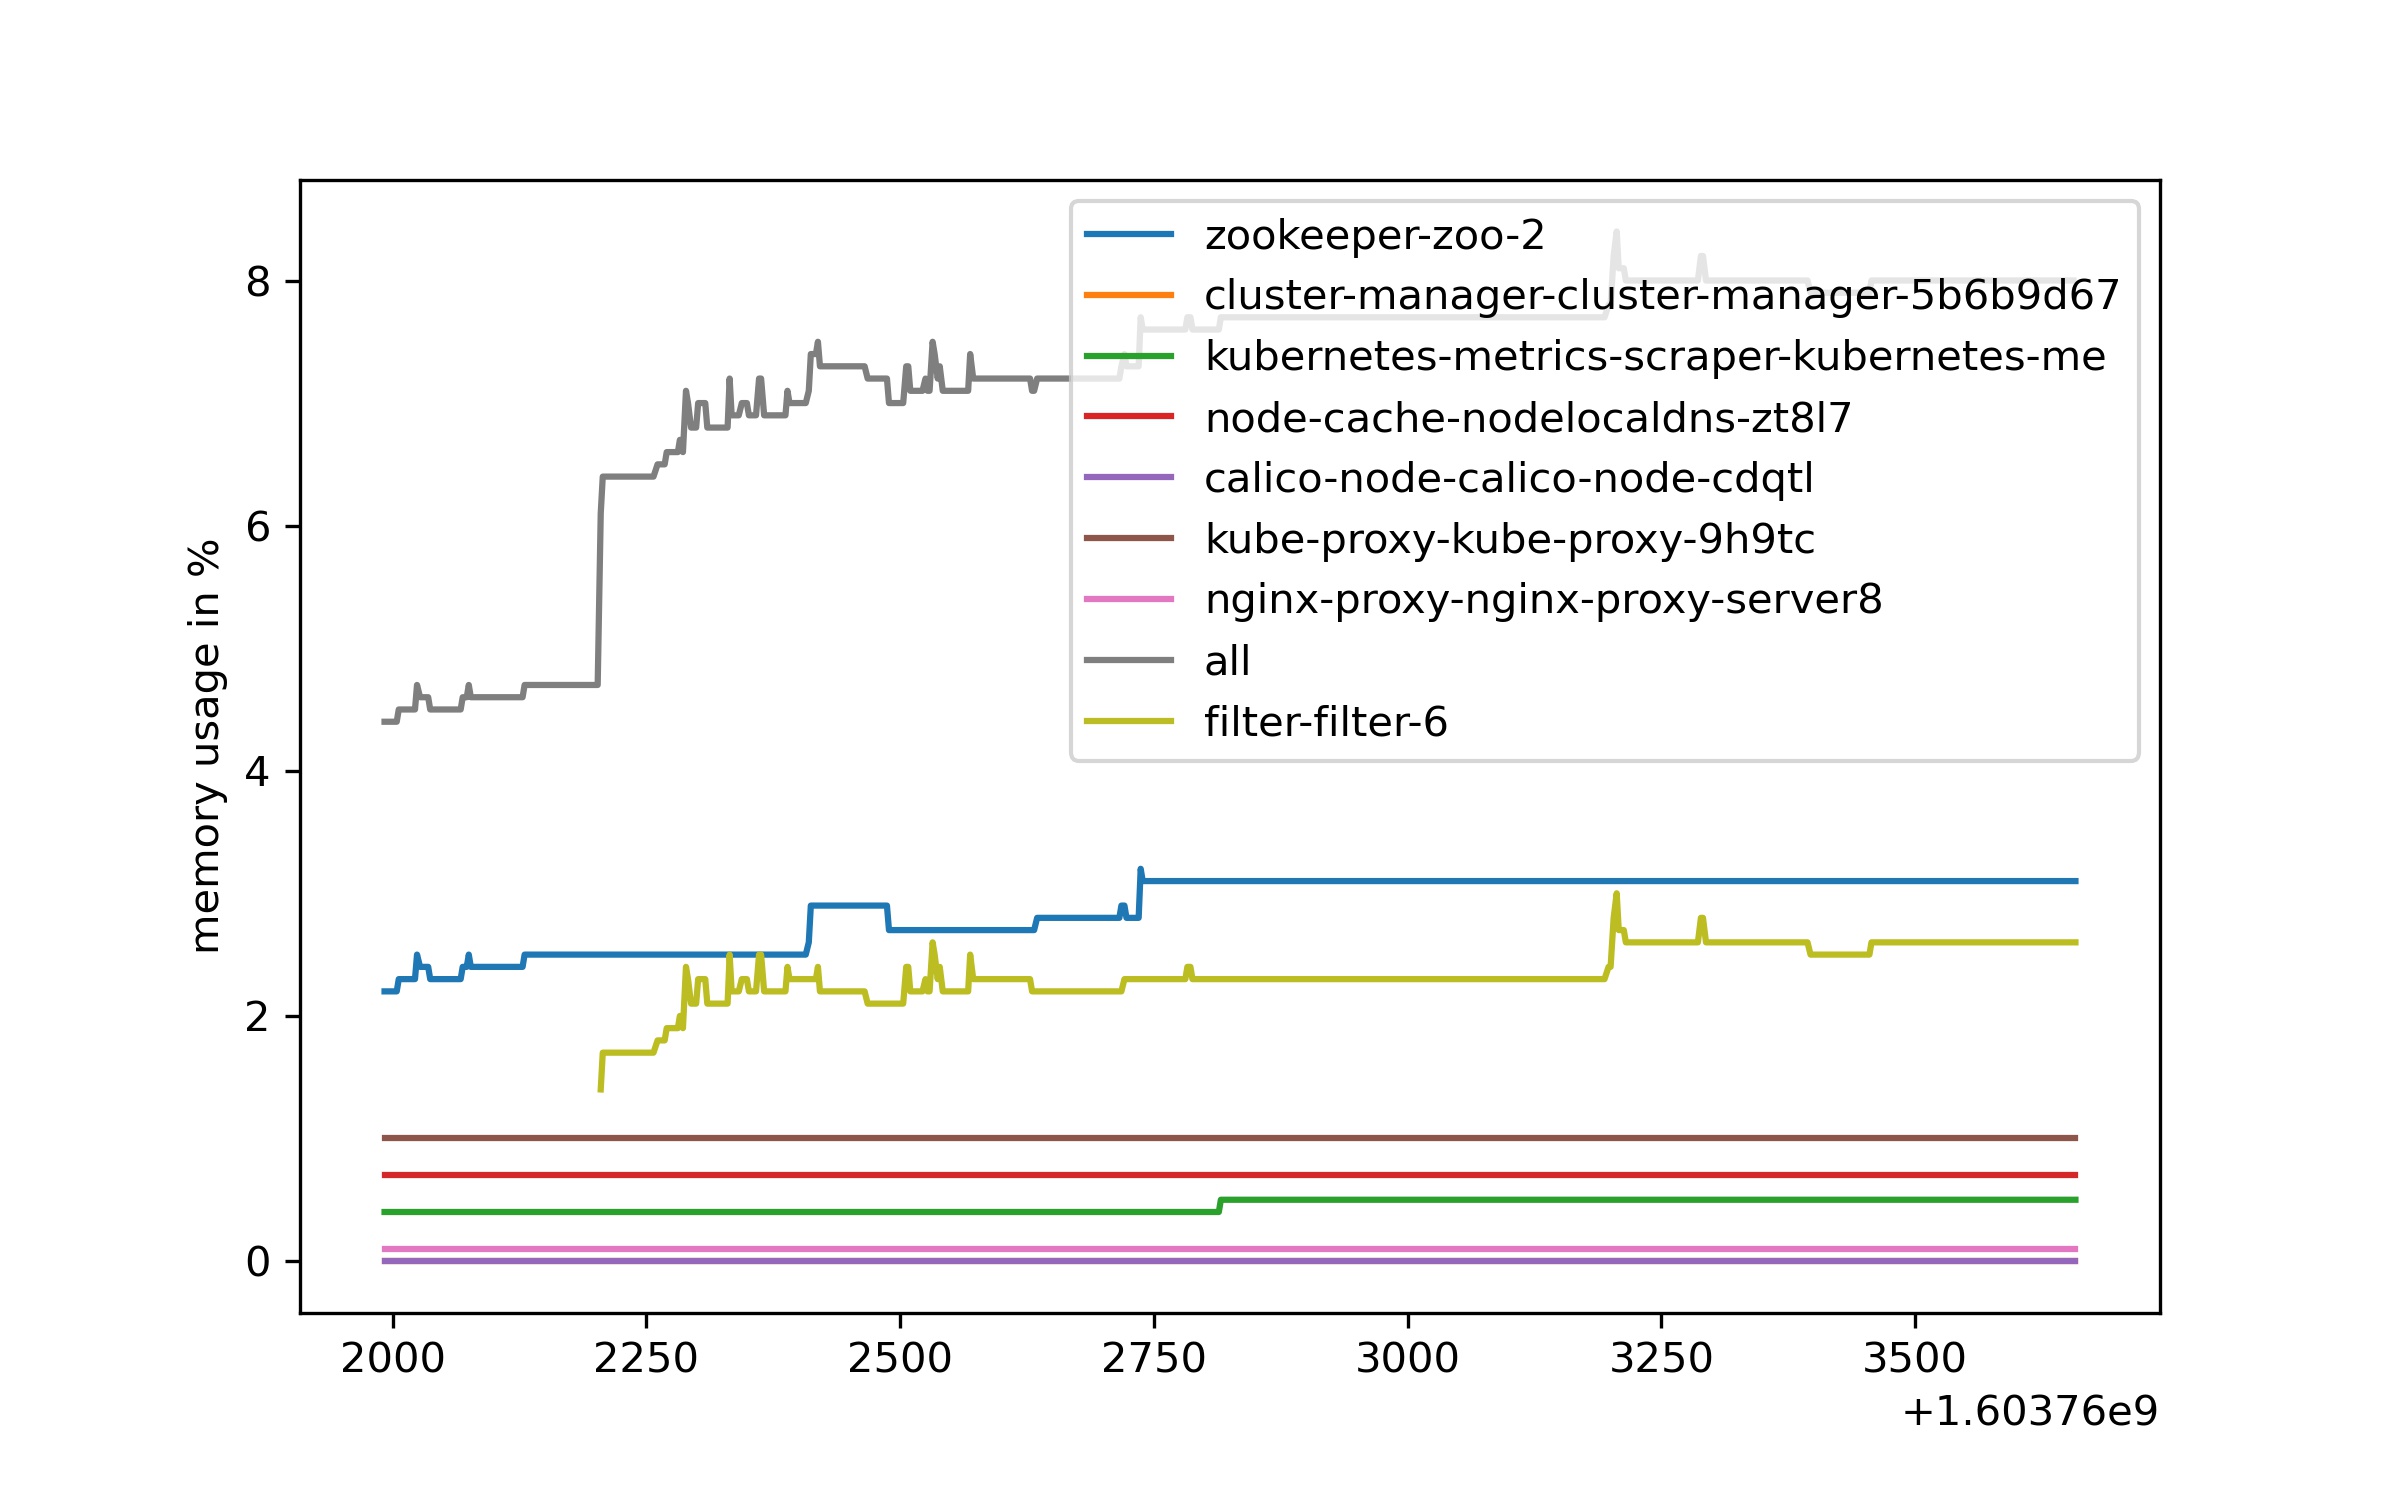 zookeeper-zoo-2
cluster-manager-cluster-manager-5b6b9d67
kubernetes-metrics-scraper-kubernetes-me
node-cache-nodelocaldns-zt8l7
calico-node-calico-node-cdqtl
kube-proxy-kube-proxy-9h9tc
nginx-proxy-nginx-proxy-server8
all
filter-filter-6
memory usage in %
8
6
4
2
0
2000 2250 2500 2750 3000 3250 3500
+1.60376e9